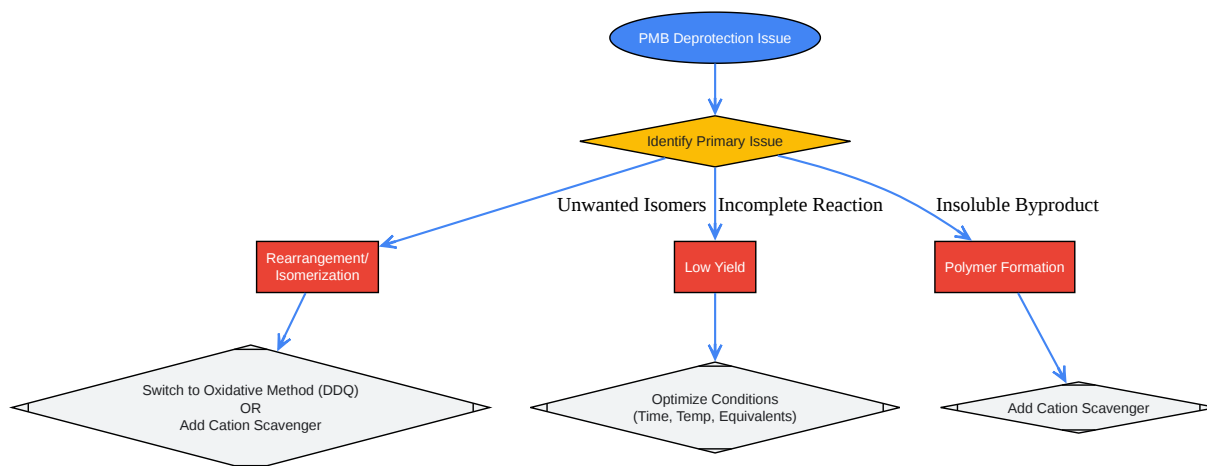 PMB Deprotection Issue
Identify Primary Issue
Unwanted Isomers
Incomplete Reaction
Insoluble Byproduct
Rearrangement/
Isomerization
Low Yield
Polymer Formation
Switch to Oxidative Method (DDQ)
OR
Add Cation Scavenger
Optimize Conditions
(Time, Temp, Equivalents)
Add Cation Scavenger